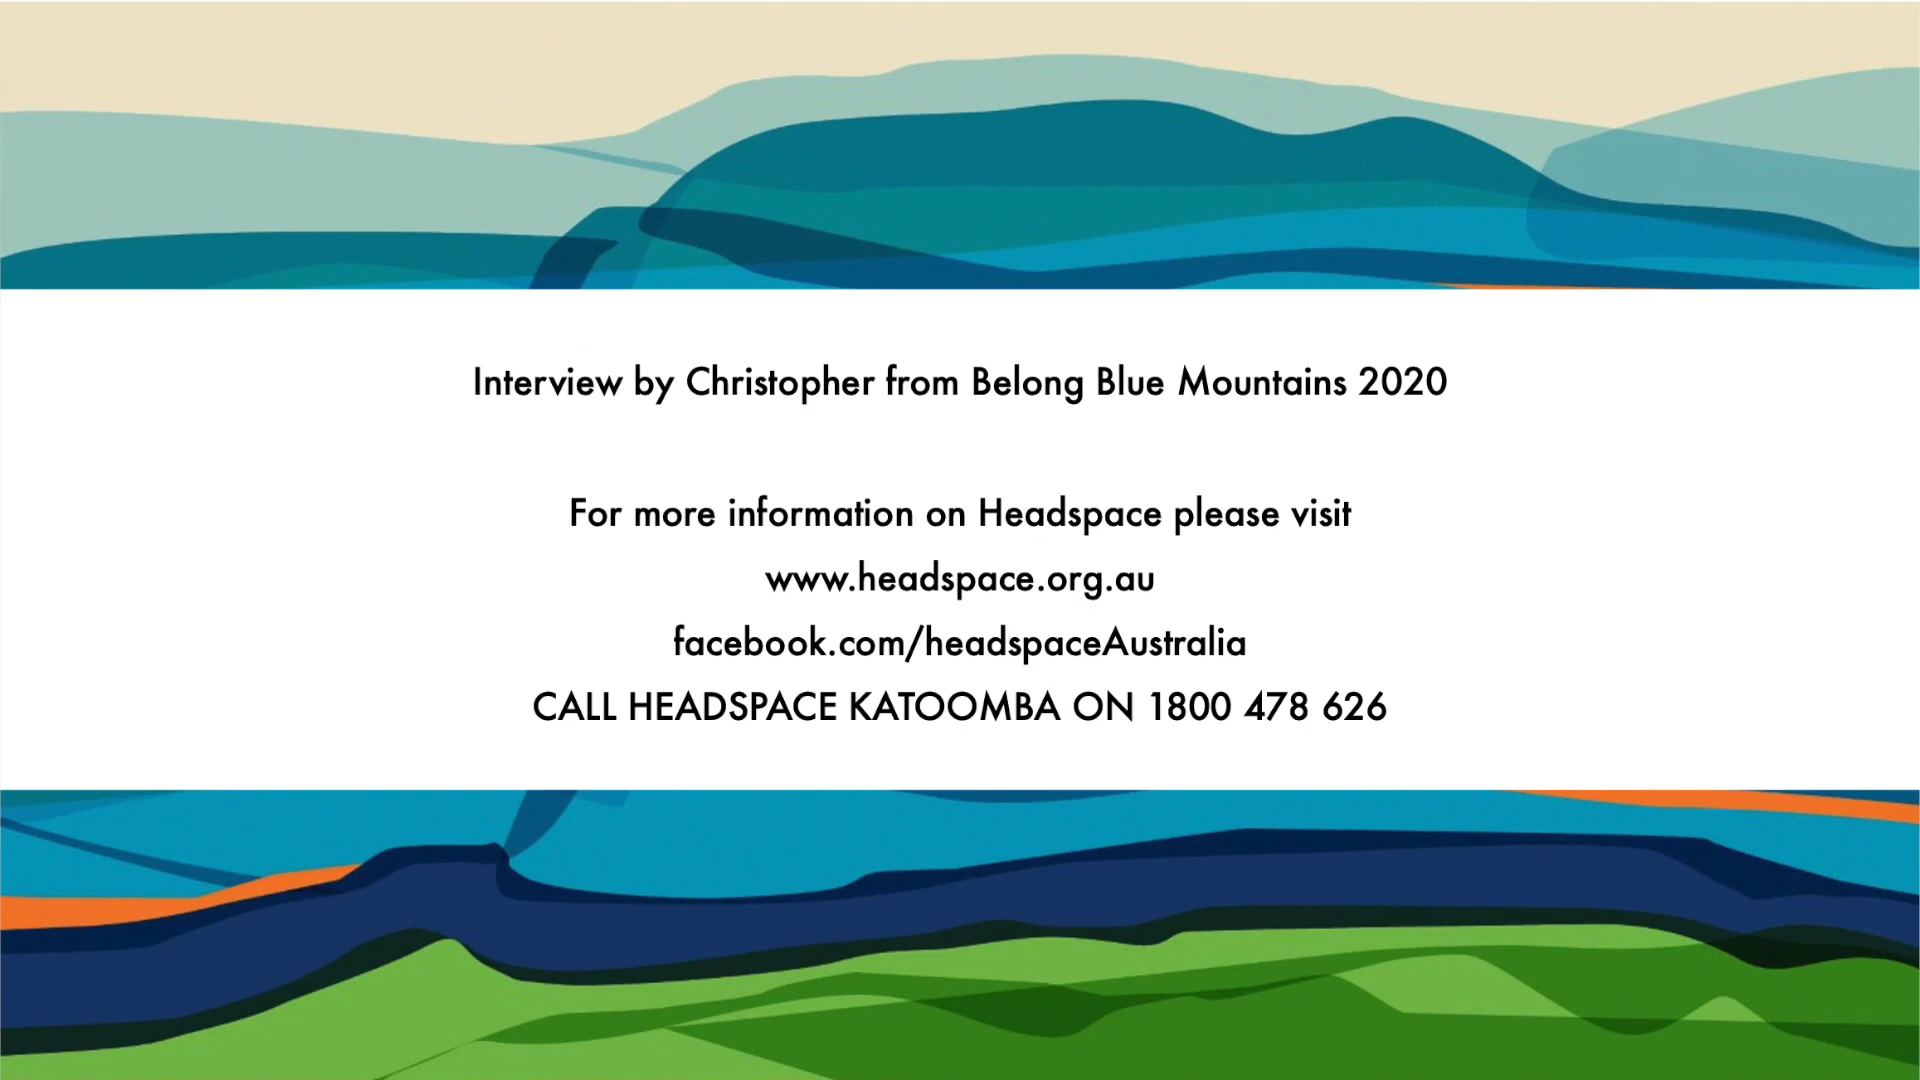 Interview by Christopher from Belong Blue Mountains 2020
For more information on Headspace please visit
www.headspace.org.au
facebook.com/headspaceAustralia
CALL HEADSPACE KATOOMBA ON 1800 478 626